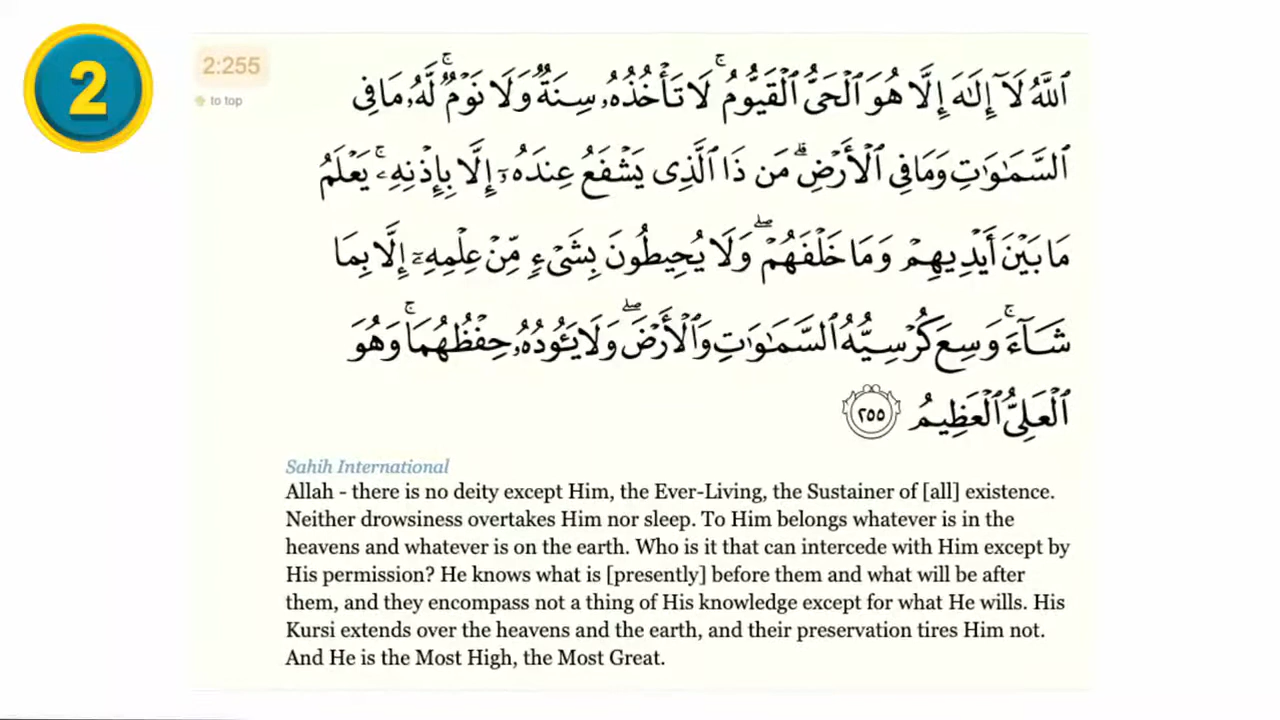 2
2:255
to top
ٱللَّهُ لَآ إِلَٰهَ إِلَّا هُوَ ٱلْحَىُّ ٱلْقَيُّومُ ۚ لَا تَأْخُذُهُۥ سِنَةٌ وَلَا نَوْمٌ ۚ لَّهُۥ مَا فِى
ٱلسَّمَٰوَٰتِ وَمَا فِى ٱلْأَرْضِ ۗ مَن ذَا ٱلَّذِى يَشْفَعُ عِندَهُۥٓ إِلَّا بِإِذْنِهِۦ ۚ يَعْلَمُ
مَا بَيْنَ أَيْدِيهِمْ وَمَا خَلْفَهُمْ ۖ وَلَا يُحِيطُونَ بِشَىْءٍ مِّنْ عِلْمِهِۦٓ إِلَّا بِمَا
شَآءَ ۚ وَسِعَ كُرْسِيُّهُ ٱلسَّمَٰوَٰتِ وَٱلْأَرْضَ ۖ وَلَا يَـُٔودُهُۥ حِفْظُهُمَا ۚ وَهُوَ
ٱلْعَلِىُّ ٱلْعَظِيمُ ٢٥٥
Sahih International
Allah - there is no deity except Him, the Ever-Living, the Sustainer of [all] existence.
Neither drowsiness overtakes Him nor sleep. To Him belongs whatever is in the
heavens and whatever is on the earth. Who is it that can intercede with Him except by
His permission? He knows what is [presently] before them and what will be after
them, and they encompass not a thing of His knowledge except for what He wills. His
Kursi extends over the heavens and the earth, and their preservation tires Him not.
And He is the Most High, the Most Great.